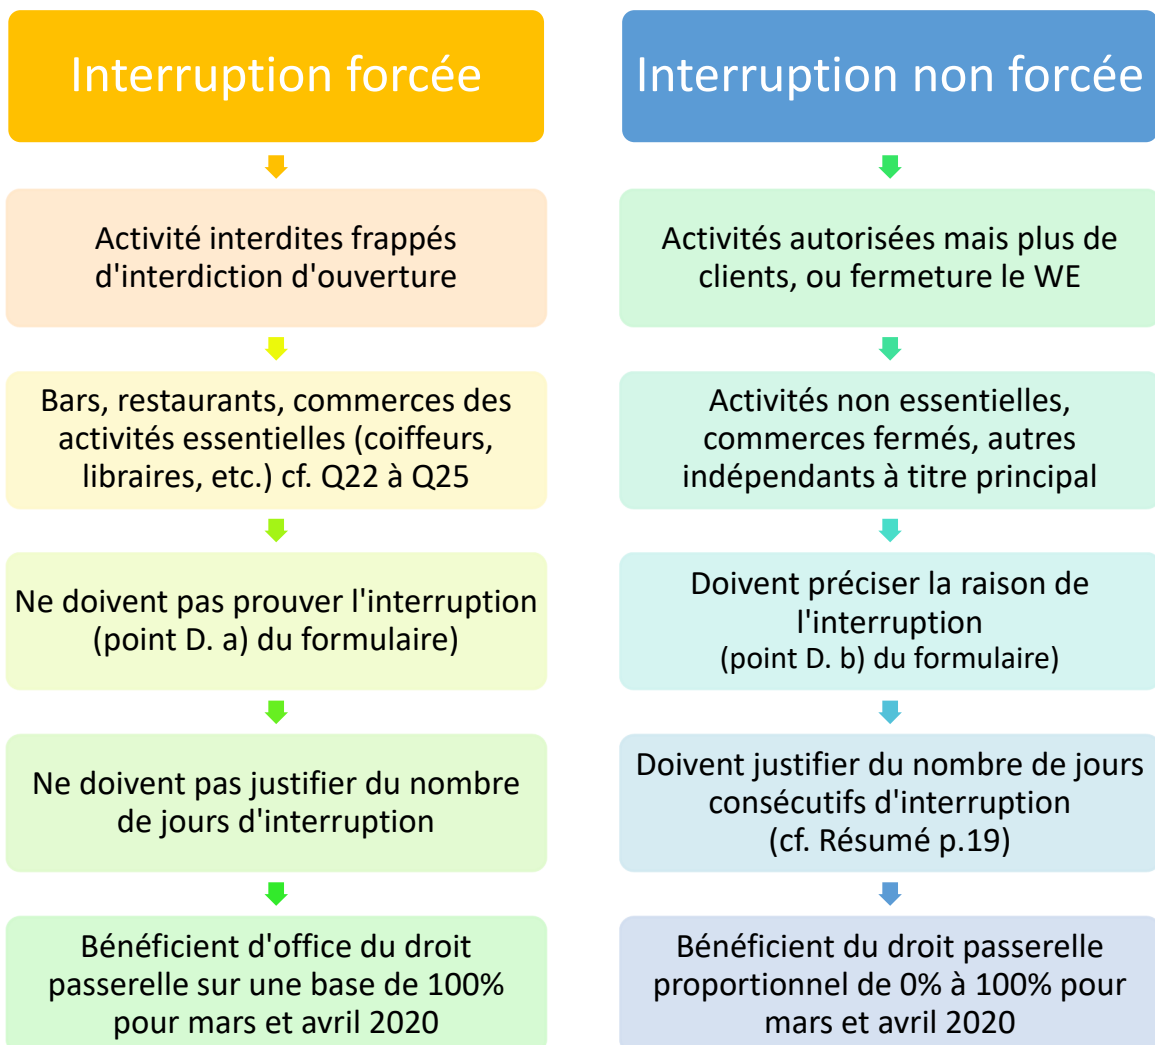 Interruption forcée
Activité interdites frappés
d'interdiction d'ouverture
Bars, restaurants, commerces des
activités essentielles (coiffeurs,
libraires, etc.) cf. Q22 à Q25
Ne doivent pas prouver l'interruption
(point D. a) du formulaire)
Ne doivent pas justifier du nombre
de jours d'interruption
Bénéficient d'office du droit
passerelle sur une base de 100%
pour mars et avril 2020
Interruption non forcée
Activités autorisées mais plus de
clients, ou fermeture le WE
Activités non essentielles,
commerces fermés, autres
indépendants à titre principal
Doivent préciser la raison de
l'interruption
(point D. b) du formulaire)
Doivent justifier du nombre de jours
consécutifs d'interruption
(cf. Résumé p.19)
Bénéficient du droit passerelle
proportionnel de 0% à 100% pour
mars et avril 2020